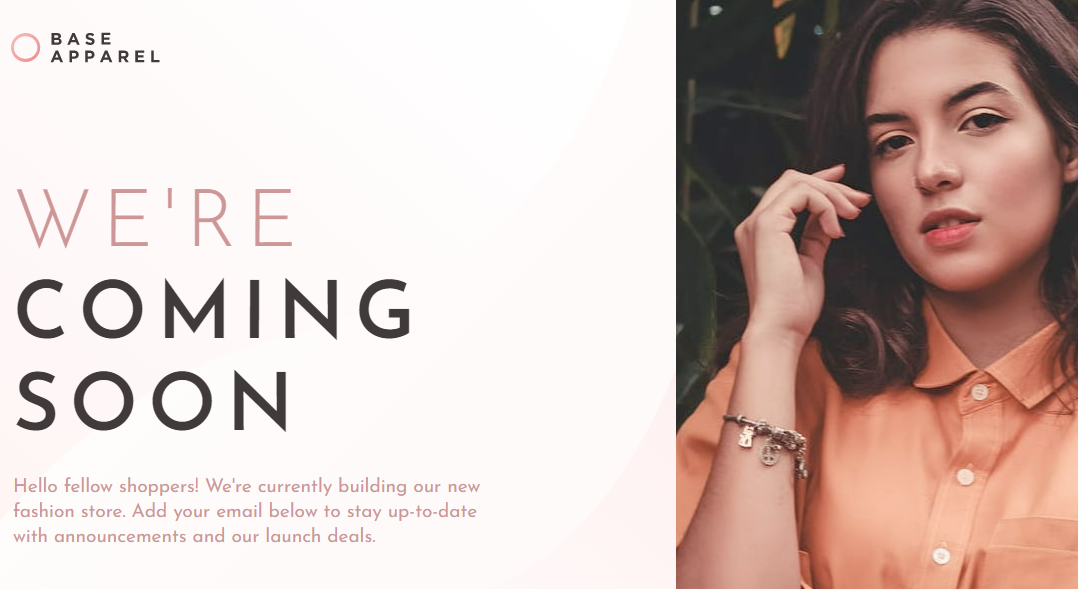 BASE
APPAREL
WE'RE
COMING
SOON
Hello fellow shoppers! We're currently building our new
fashion store. Add your email below to stay up-to-date
with announcements and our launch deals.